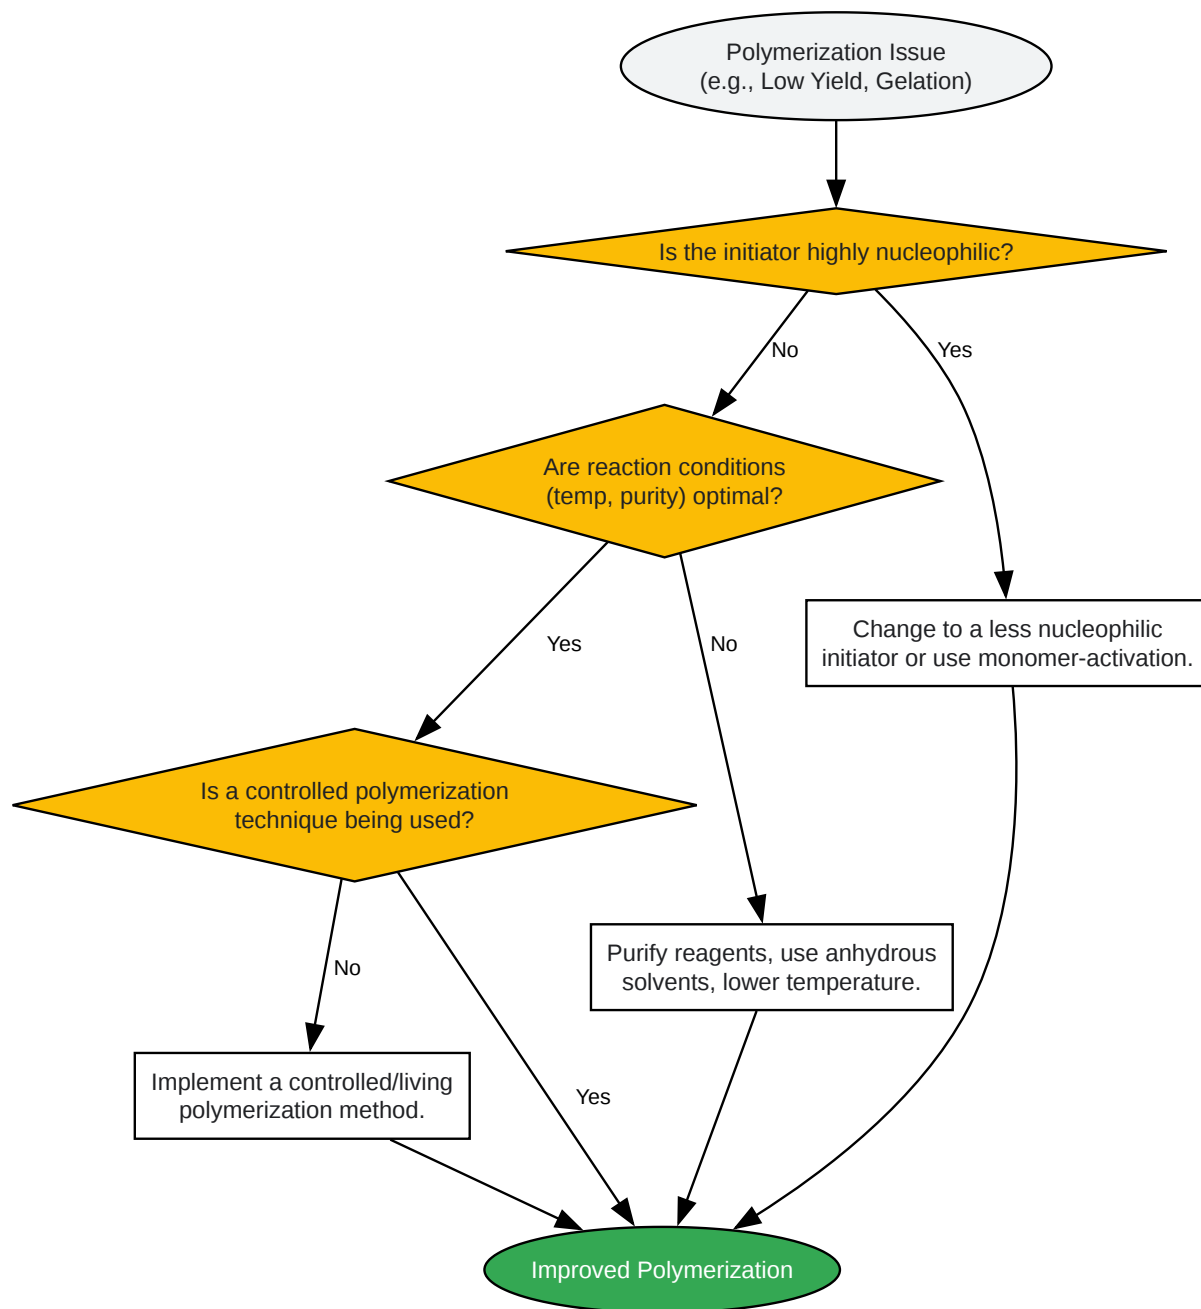 Polymerization Issue
(e.g., Low Yield, Gelation)
Is the initiator highly nucleophilic?
No
Yes
Are reaction conditions
(temp, purity) optimal?
Change to a less nucleophilic
initiator or use monomer-activation.
Yes
No
Is a controlled polymerization
technique being used?
Purify reagents, use anhydrous
solvents, lower temperature.
No
Implement a controlled/living
polymerization method.
Yes
Improved Polymerization